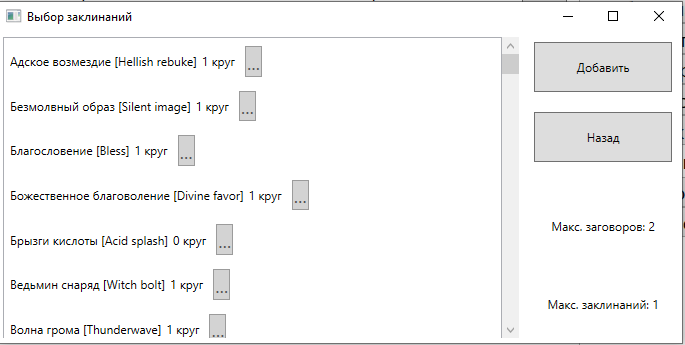 Выбор заклинаний
Адское возмездие [Hellish rebuke] 1 круг ...
Безмолвный образ [Silent image] 1 круг ...
Благословение [Bless] 1 круг ...
Божественное благоволение [Divine favor] 1 круг ...
Брызги кислоты [Acid splash] 0 круг ...
Ведьмин снаряд [Witch bolt] 1 круг ...
Волна грома [Thunderwave] 1 круг ...
Добавить
Назад
Макс. заговоров: 2
Макс. заклинаний: 1